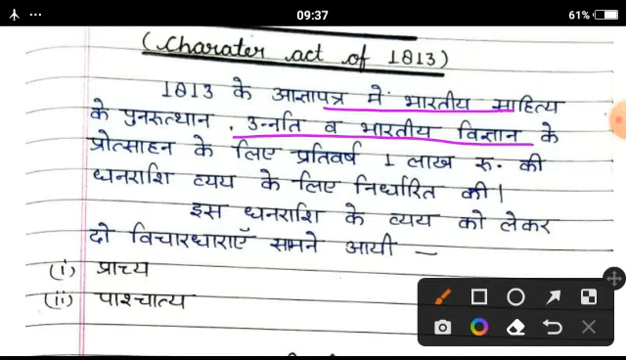 09:37
61%
(Charater act of 1813)
1813 के आज्ञापत्र में भारतीय साहित्य
के पुनरुत्थान , उन्नति व भारतीय विज्ञान के
प्रोत्साहन के लिए प्रतिवर्ष 1 लाख रु. की
धनराशि व्यय के लिए निर्धारित की।
इस धनराशि के व्यय को लेकर
दो विचारधाराएँ सामने आयी —
(i) प्राच्य
(ii) पाश्चात्य